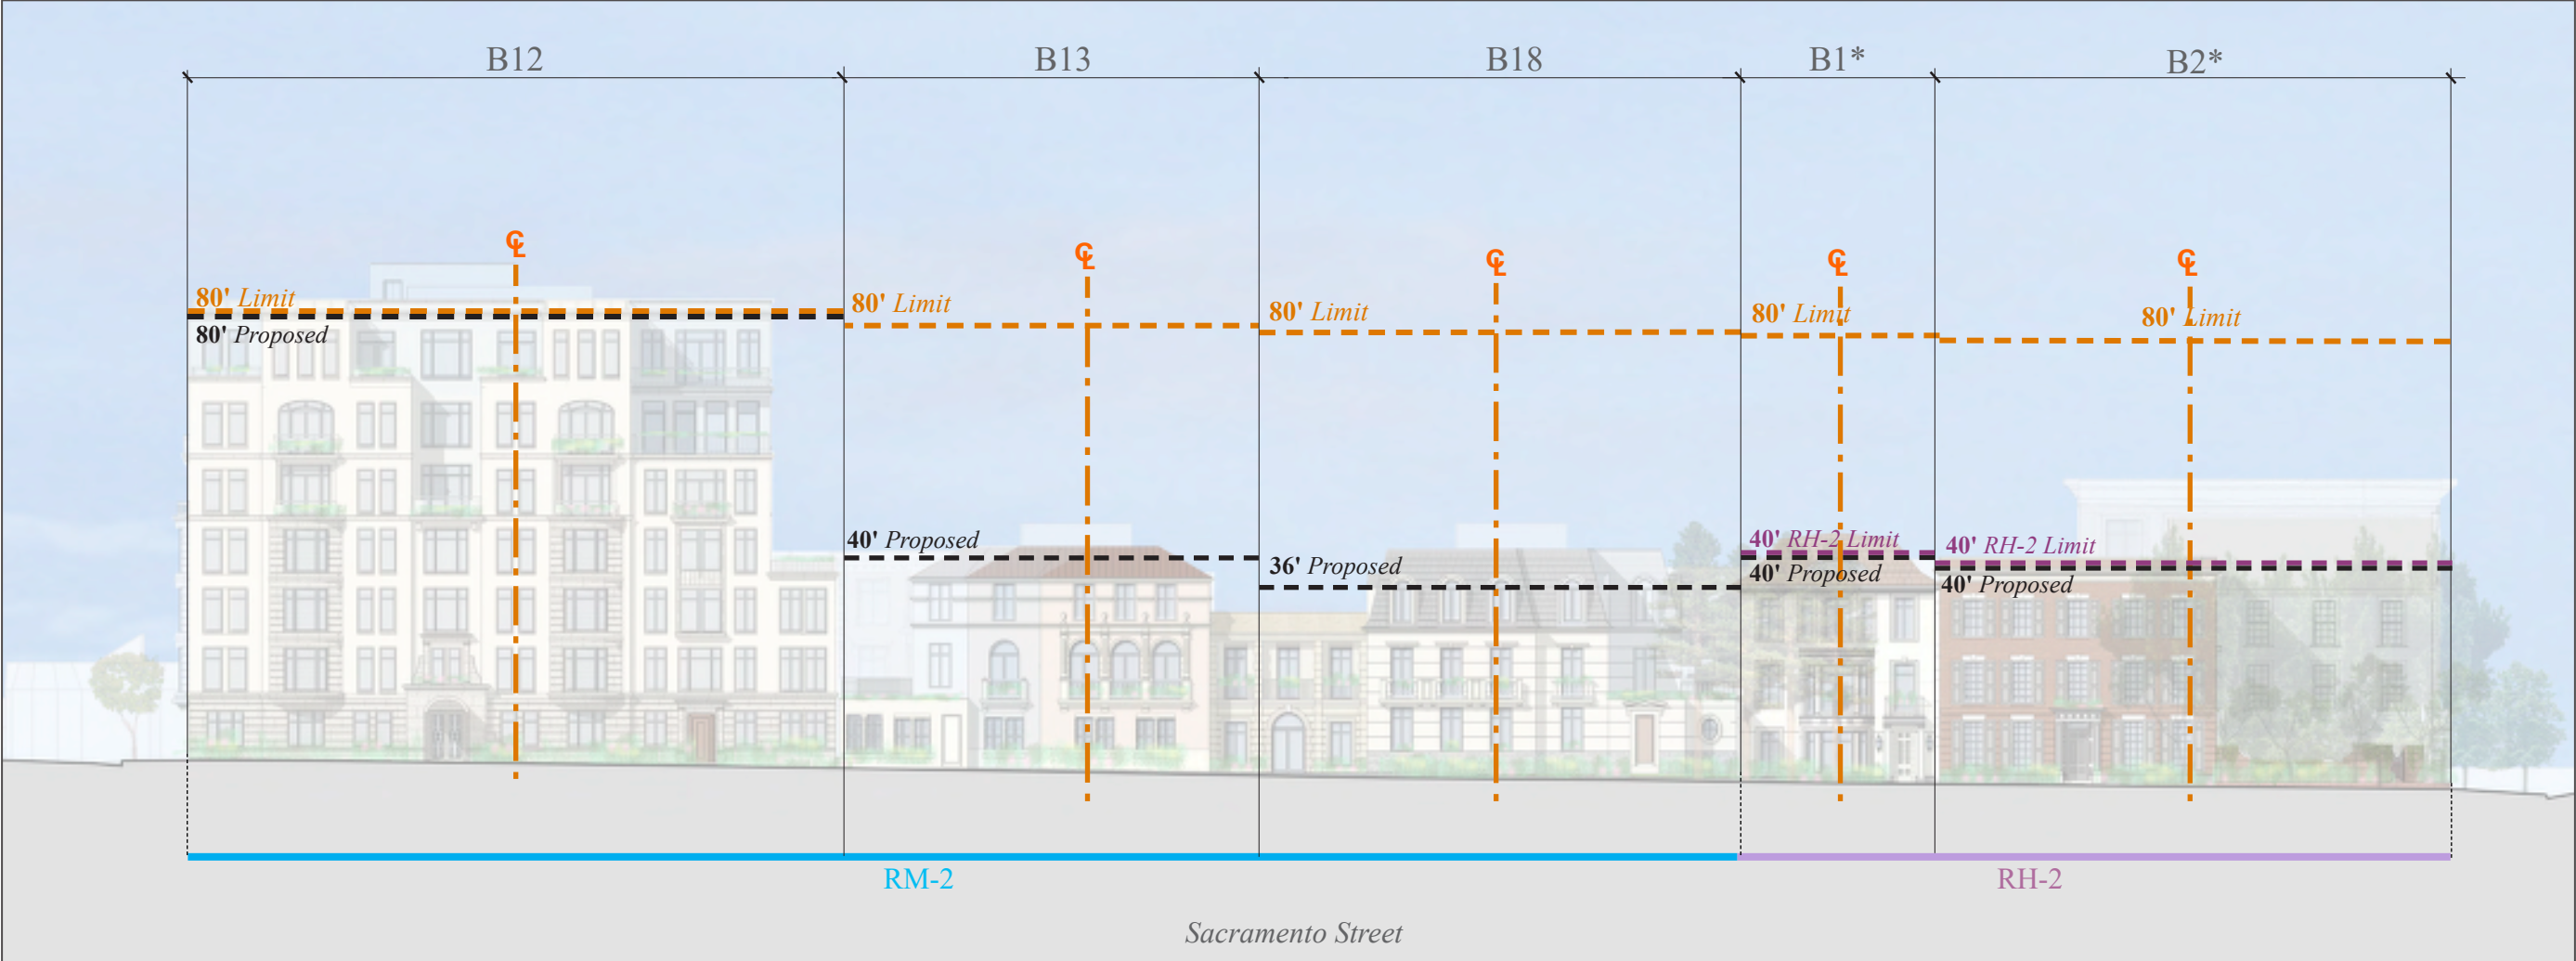 B12
B13
B18
B1*
B2*
℄
℄
℄
℄
℄
80' Limit
80' Proposed
80' Limit
80' Limit
80' Limit
80' Limit
40' Proposed
36' Proposed
40' RH-2 Limit
40' Proposed
40' RH-2 Limit
40' Proposed
RM-2
RH-2
Sacramento Street